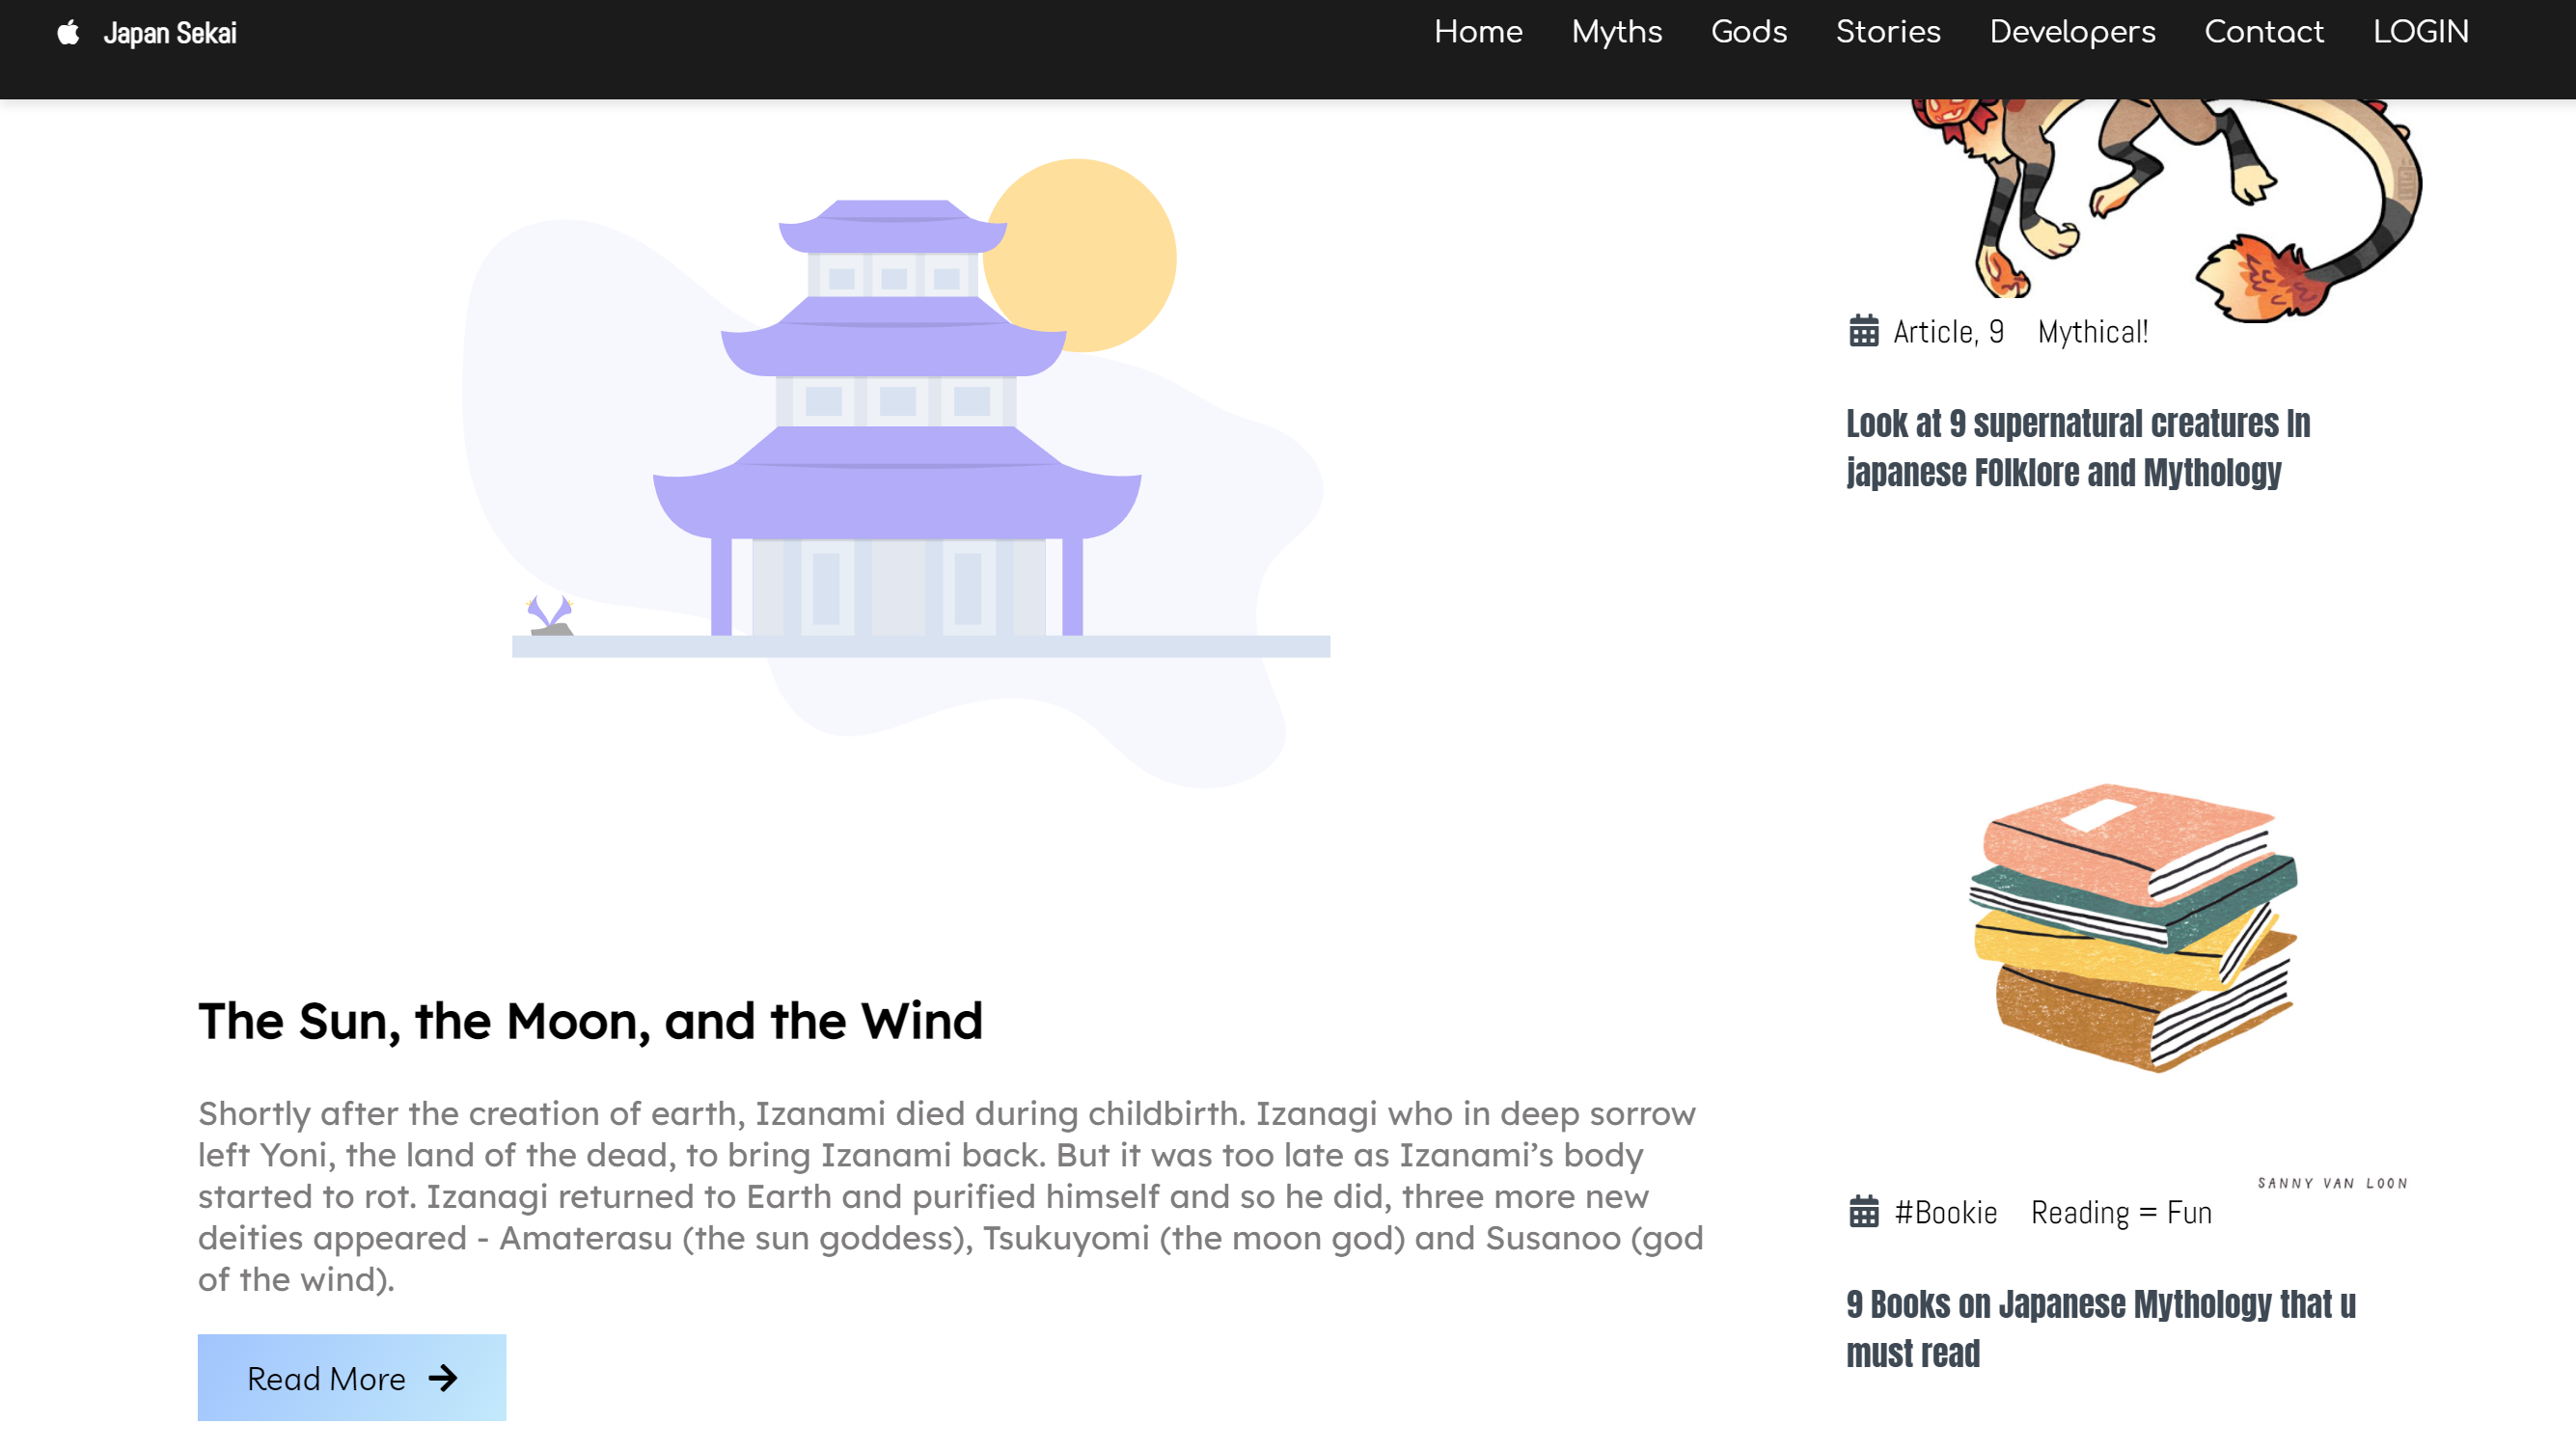 Japan Sekai
Home Myths Gods Stories Developers Contact LOGIN
Article, 9 Mythical!
Look at 9 supernatural creatures In
japanese FOlklore and Mythology
The Sun, the Moon, and the Wind
Shortly after the creation of earth, Izanami died during childbirth. Izanagi who in deep sorrow
left Yoni, the land of the dead, to bring Izanami back. But it was too late as Izanami’s body
started to rot. Izanagi returned to Earth and purified himself and so he did, three more new
deities appeared - Amaterasu (the sun goddess), Tsukuyomi (the moon god) and Susanoo (god
of the wind).
Read More
SANNY VAN LOON
#Bookie Reading = Fun
9 Books on Japanese Mythology that u
must read